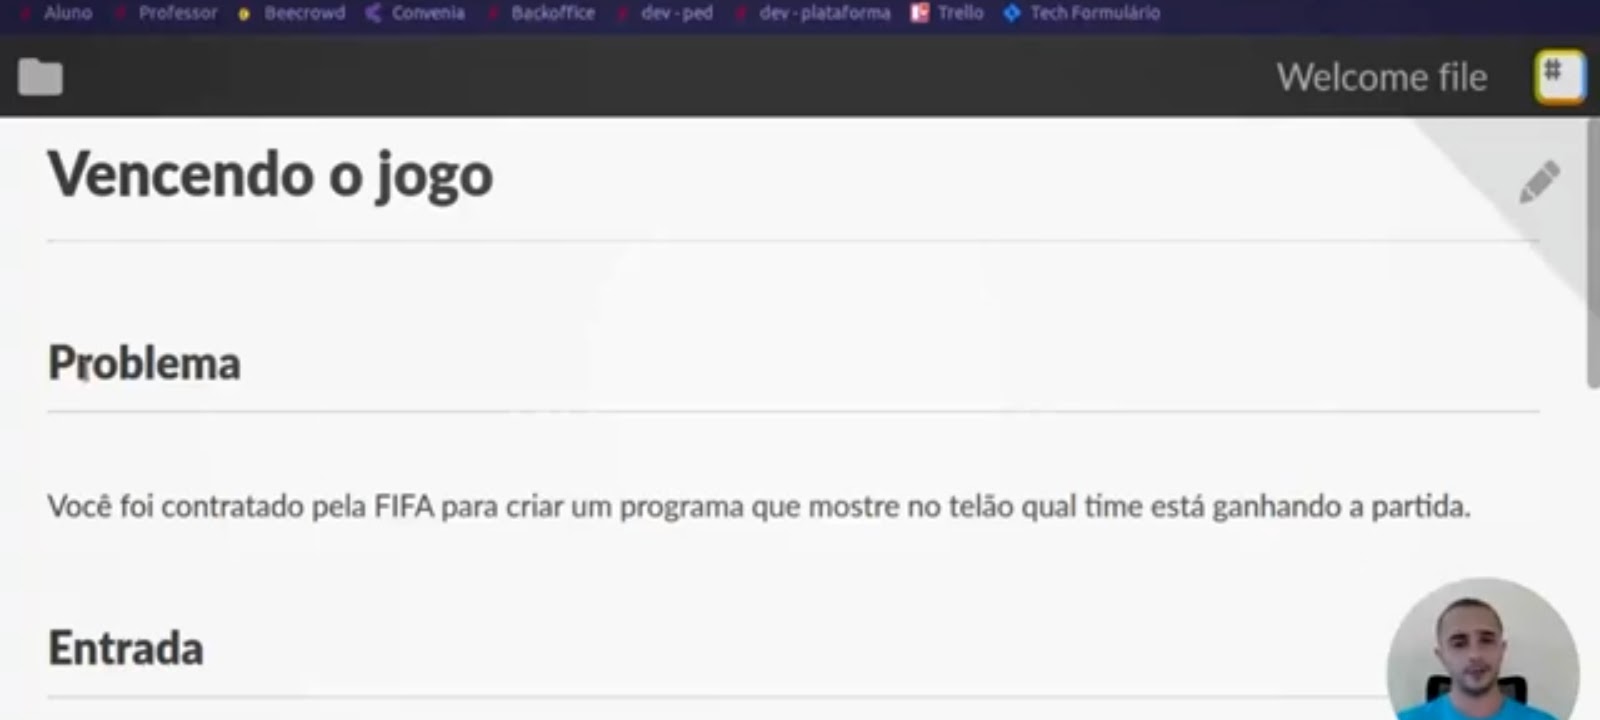 Aluno Professor Beecrowd Convenia Backoffice dev - ped dev - plataforma Trello Tech Formulário
Welcome file
#
Vencendo o jogo
Problema
Você foi contratado pela FIFA para criar um programa que mostre no telão qual time está ganhando a partida.
Entrada